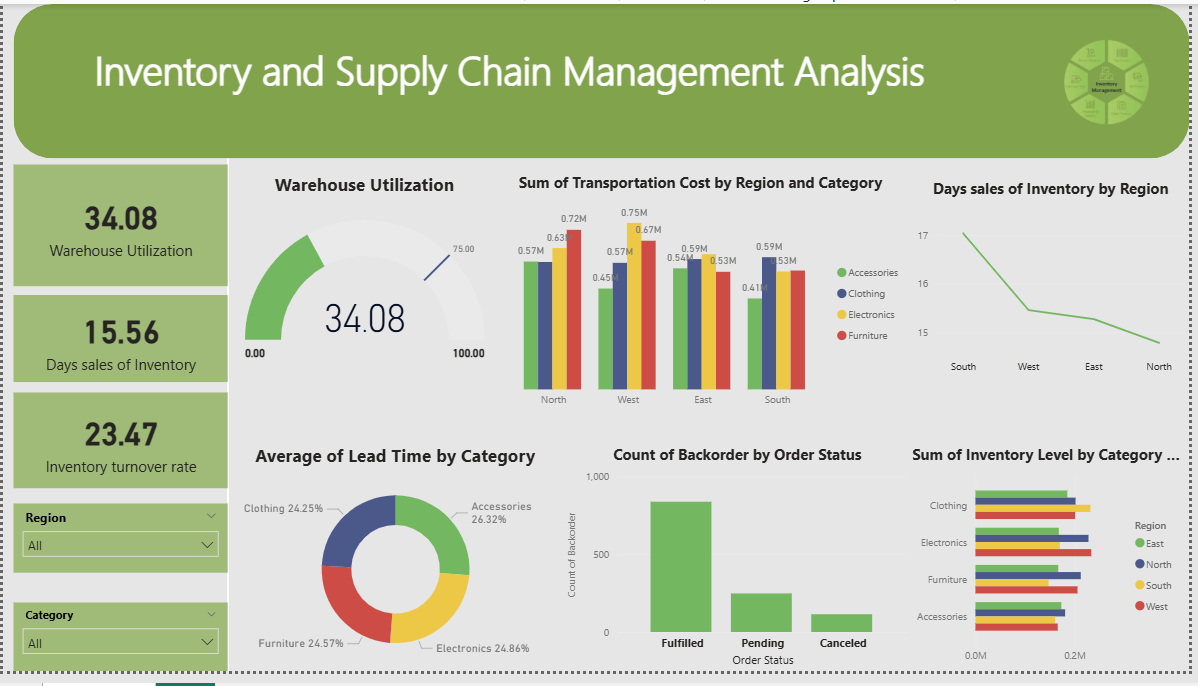 Inventory and Supply Chain Management Analysis
Inventory
Management
34.08
Warehouse Utilization
15.56
Days sales of Inventory
23.47
Inventory turnover rate
Region
All
Category
All
Warehouse Utilization
75.00
34.08
0.00
100.00
Sum of Transportation Cost by Region and Category
0.57M
0.63M
0.72M
0.45M
0.57M
0.75M
0.67M
0.54M
0.59M
0.53M
0.41M
0.59M
0.53M
North
West
East
South
Accessories
Clothing
Electronics
Furniture
Days sales of Inventory by Region
17
16
15
South
West
East
North
Average of Lead Time by Category
Clothing 24.25%
Accessories
26.32%
Furniture 24.57%
Electronics 24.86%
Count of Backorder by Order Status
Count of Backorder
1,000
500
0
Fulfilled
Pending
Canceled
Order Status
Sum of Inventory Level by Category ...
Clothing
Electronics
Furniture
Accessories
0.0M
0.2M
Region
East
North
South
West